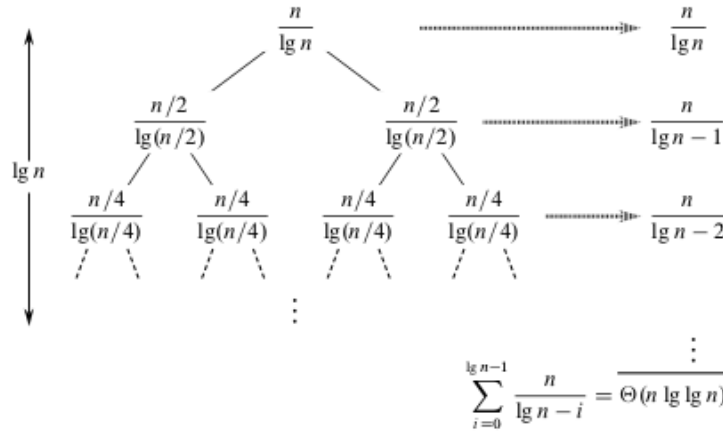 n/lg n n/lg n
n/2/lg(n/2) n/2/lg(n/2) n/lg n − 1
lg n
n/4/lg(n/4) n/4/lg(n/4) n/4/lg(n/4) n/4/lg(n/4) n/lg n − 2
⋮
⋮
∑_{i=0}^{lg n−1} n/lg n − i = Θ(n lg lg n)